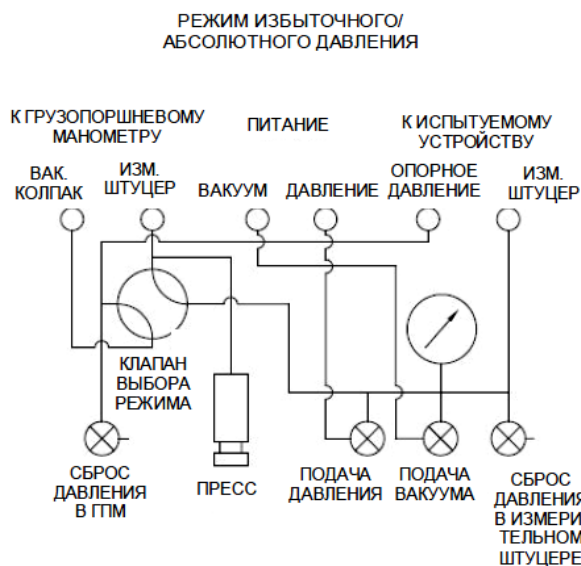 РЕЖИМ ИЗБЫТОЧНОГО/
АБСОЛЮТНОГО ДАВЛЕНИЯ
К ГРУЗОПОРШНЕВОМУ
МАНОМЕТРУ
ПИТАНИЕ
К ИСПЫТУЕМОМУ
УСТРОЙСТВУ
ВАК.
КОЛПАК
ИЗМ.
ШТУЦЕР
ВАКУУМ
ДАВЛЕНИЕ
ОПОРНОЕ
ДАВЛЕНИЕ
ИЗМ.
ШТУЦЕР
КЛАПАН
ВЫБОРА
РЕЖИМА
СБРОС
ДАВЛЕНИЯ
В ГПМ
ПРЕСС
ПОДАЧА
ДАВЛЕНИЯ
ПОДАЧА
ВАКУУМА
СБРОС
ДАВЛЕНИЯ
В ИЗМЕРИ-
ТЕЛЬНОМ
ШТУЦЕРЕ